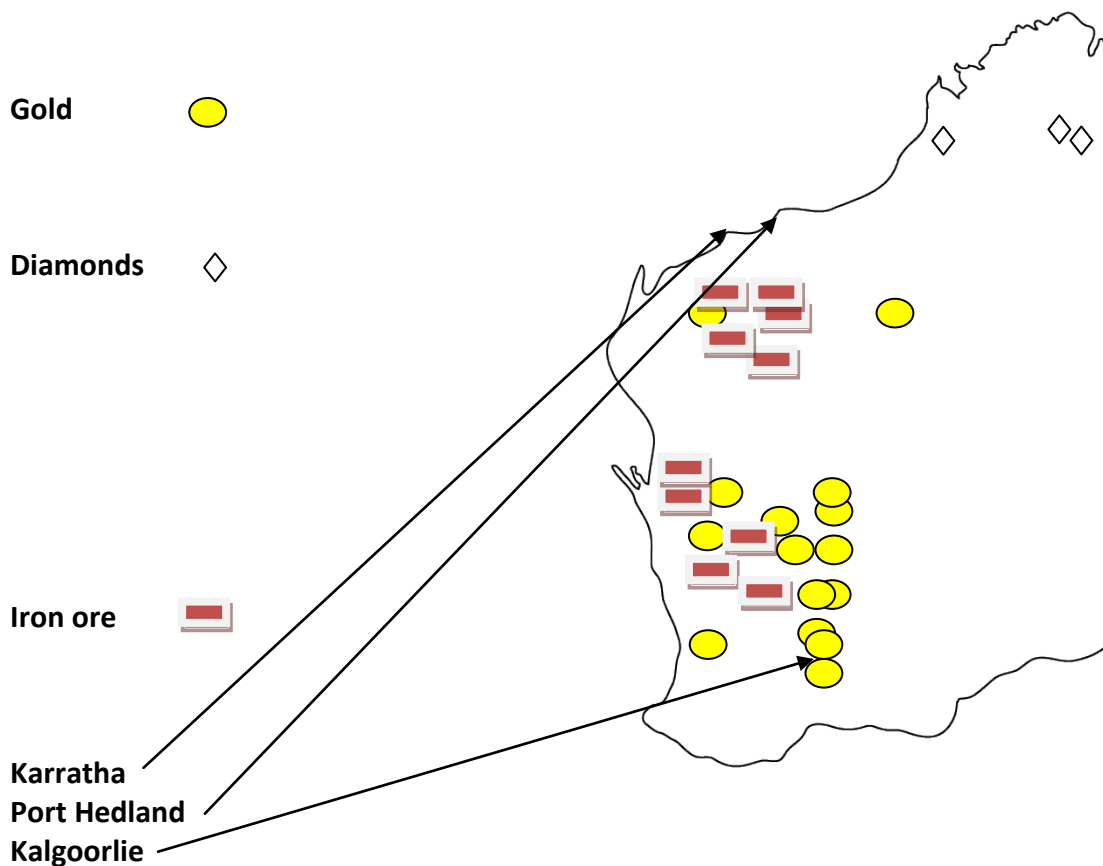 Gold
Diamonds
Iron ore
Karratha
Port Hedland
Kalgoorlie